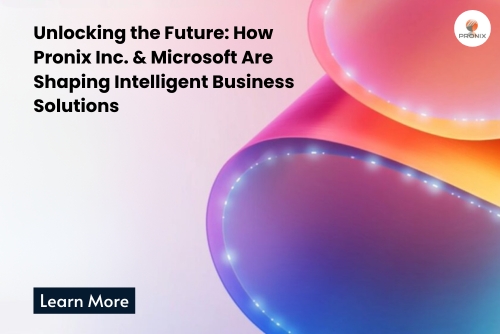 Unlocking the Future: How
Pronix Inc. & Microsoft Are
Shaping Intelligent Business
Solutions
PRONIX
Learn More